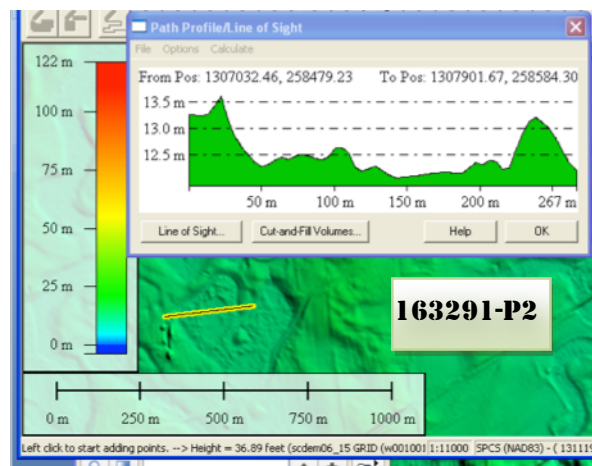 Path Profile/Line of Sight
File Options Calculate
From Pos: 1307032.46, 258479.23 To Pos: 1307901.67, 258584.30
13.5 m
13.0 m
12.5 m
50 m 100 m 150 m 200 m 267 m
Line of Sight... Cut-and-Fill Volumes... Help OK
122 m
100 m
75 m
50 m
25 m
0 m
163291-P2
0 m 250 m 500 m 750 m 1000 m
Left click to start adding points. --> Height = 36.89 feet (scdem06_15 GRID (w001001 1:11000 SPCS (NAD83) - ( 131119